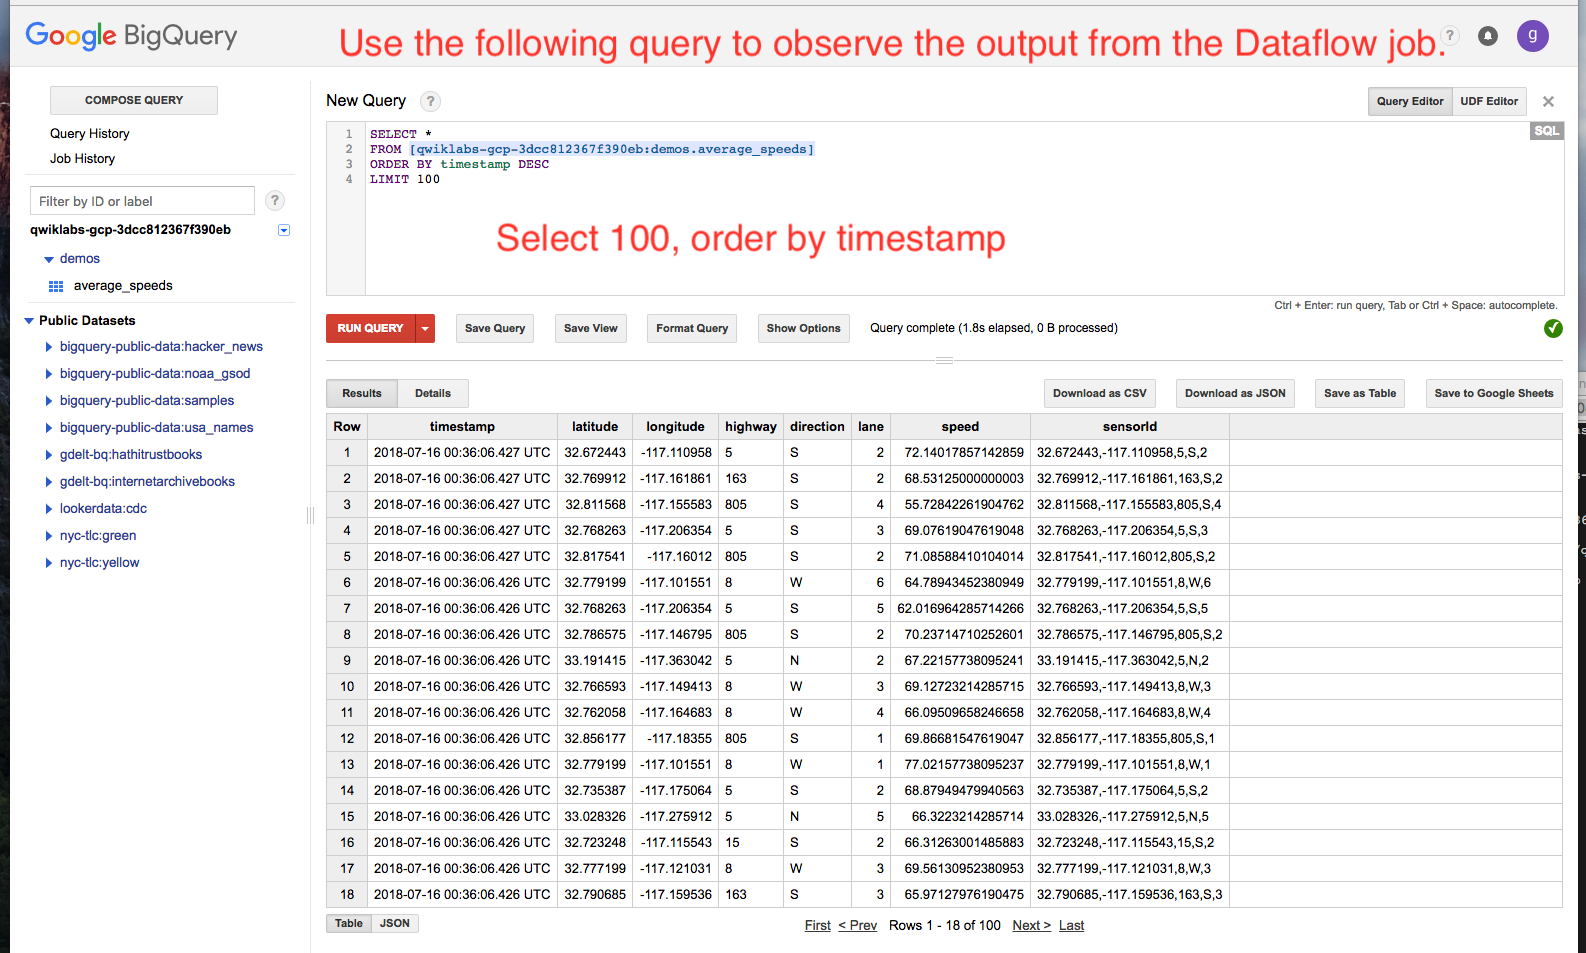 Google BigQuery
Use the following query to observe the output from the Dataflow job.
?
g
COMPOSE QUERY
Query History
Job History
Filter by ID or label
?
qwiklabs-gcp-3dcc812367f390eb
demos
average_speeds
Public Datasets
bigquery-public-data:hacker_news
bigquery-public-data:noaa_gsod
bigquery-public-data:samples
bigquery-public-data:usa_names
gdelt-bq:hathitrustbooks
gdelt-bq:internetarchivebooks
lookerdata:cdc
nyc-tlc:green
nyc-tlc:yellow
New Query ?
Query Editor UDF Editor
SQL
1 SELECT *
2 FROM [qwiklabs-gcp-3dcc812367f390eb:demos.average_speeds]
3 ORDER BY timestamp DESC
4 LIMIT 100
Select 100, order by timestamp
Ctrl + Enter: run query, Tab or Ctrl + Space: autocomplete.
RUN QUERY Save Query Save View Format Query Show Options Query complete (1.8s elapsed, 0 B processed)
Results Details Download as CSV Download as JSON Save as Table Save to Google Sheets
Row timestamp latitude longitude highway direction lane speed sensorId
1 2018-07-16 00:36:06.427 UTC 32.672443 -117.110958 5 S 2 72.14017857142859 32.672443,-117.110958,5,S,2
2 2018-07-16 00:36:06.427 UTC 32.769912 -117.161861 163 S 2 68.53125000000003 32.769912,-117.161861,163,S,2
3 2018-07-16 00:36:06.427 UTC 32.811568 -117.155583 805 S 4 55.72842261904762 32.811568,-117.155583,805,S,4
4 2018-07-16 00:36:06.427 UTC 32.768263 -117.206354 5 S 3 69.07619047619048 32.768263,-117.206354,5,S,3
5 2018-07-16 00:36:06.427 UTC 32.817541 -117.16012 805 S 2 71.08588410104014 32.817541,-117.16012,805,S,2
6 2018-07-16 00:36:06.426 UTC 32.779199 -117.101551 8 W 6 64.78943452380949 32.779199,-117.101551,8,W,6
7 2018-07-16 00:36:06.426 UTC 32.768263 -117.206354 5 S 5 62.016964285714266 32.768263,-117.206354,5,S,5
8 2018-07-16 00:36:06.426 UTC 32.786575 -117.146795 805 S 2 70.23714710252601 32.786575,-117.146795,805,S,2
9 2018-07-16 00:36:06.426 UTC 33.191415 -117.363042 5 N 2 67.22157738095241 33.191415,-117.363042,5,N,2
10 2018-07-16 00:36:06.426 UTC 32.766593 -117.149413 8 W 3 69.12723214285715 32.766593,-117.149413,8,W,3
11 2018-07-16 00:36:06.426 UTC 32.762058 -117.164683 8 W 4 66.09509658246658 32.762058,-117.164683,8,W,4
12 2018-07-16 00:36:06.426 UTC 32.856177 -117.18355 805 S 1 69.86681547619047 32.856177,-117.18355,805,S,1
13 2018-07-16 00:36:06.426 UTC 32.779199 -117.101551 8 W 1 77.02157738095237 32.779199,-117.101551,8,W,1
14 2018-07-16 00:36:06.426 UTC 32.735387 -117.175064 5 S 2 68.87949479940563 32.735387,-117.175064,5,S,2
15 2018-07-16 00:36:06.426 UTC 33.028326 -117.275912 5 N 5 66.3223214285714 33.028326,-117.275912,5,N,5
16 2018-07-16 00:36:06.426 UTC 32.723248 -117.115543 15 S 2 66.31263001485883 32.723248,-117.115543,15,S,2
17 2018-07-16 00:36:06.426 UTC 32.777199 -117.121031 8 W 3 69.56130952380953 32.777199,-117.121031,8,W,3
18 2018-07-16 00:36:06.426 UTC 32.790685 -117.159536 163 S 3 65.97127976190475 32.790685,-117.159536,163,S,3
Table JSON First < Prev Rows 1 - 18 of 100 Next > Last